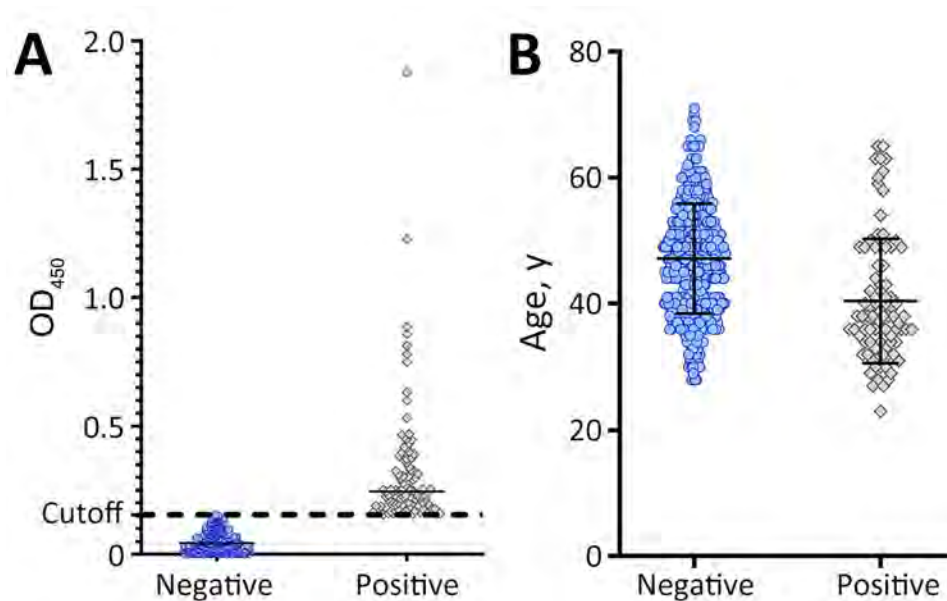 A
2.0
1.5
1.0
0.5
Cutoff
0
OD450
Negative Positive
B
80
60
40
20
0
Age, y
Negative Positive